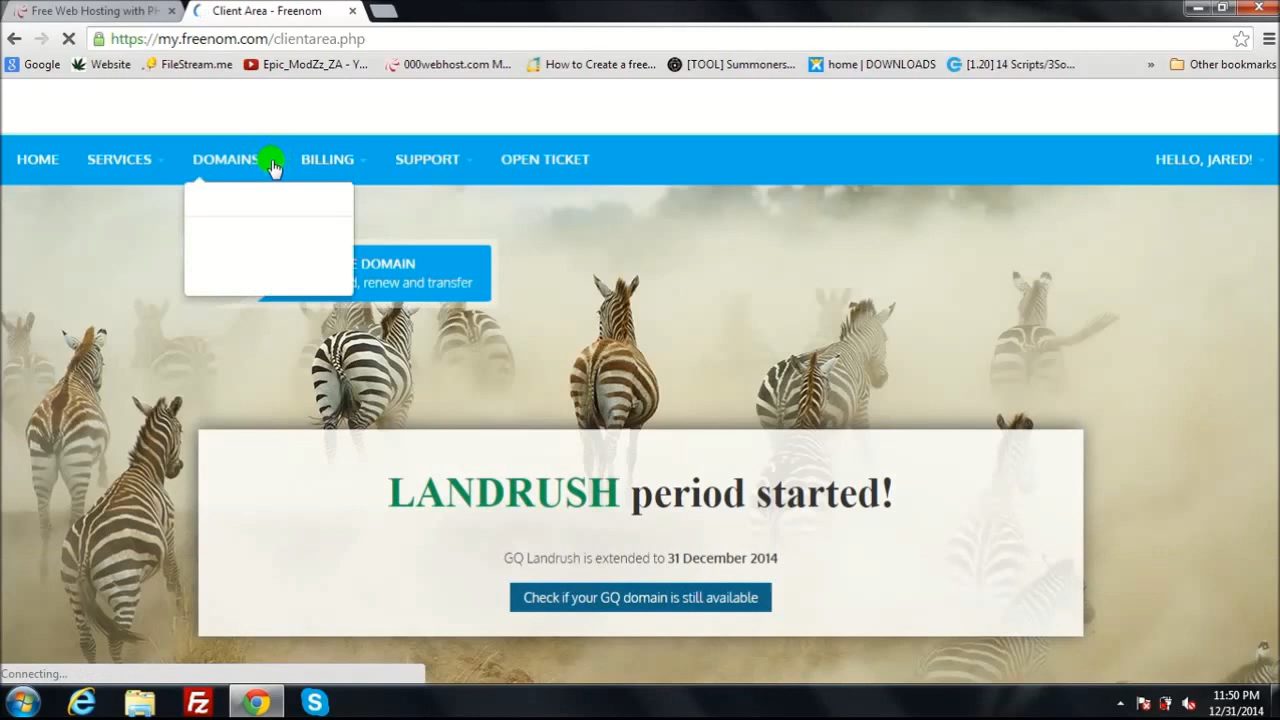 Free Web Hosting with PH
Client Area - Freenom
https://my.freenom.com/clientarea.php
Google
Website
FileStream.me
Epic_ModZz_ZA - Y...
000webhost.com M...
How to Create a free...
[TOOL] Summoners...
home | DOWNLOADS
[1.20] 14 Scripts/3So...
»
Other bookmarks
HOME
SERVICES
DOMAINS
BILLING
SUPPORT
OPEN TICKET
HELLO, JARED!
E DOMAIN
d, renew and transfer
LANDRUSH period started!
GQ Landrush is extended to 31 December 2014
Check if your GQ domain is still available
Connecting...
11:50 PM
12/31/2014